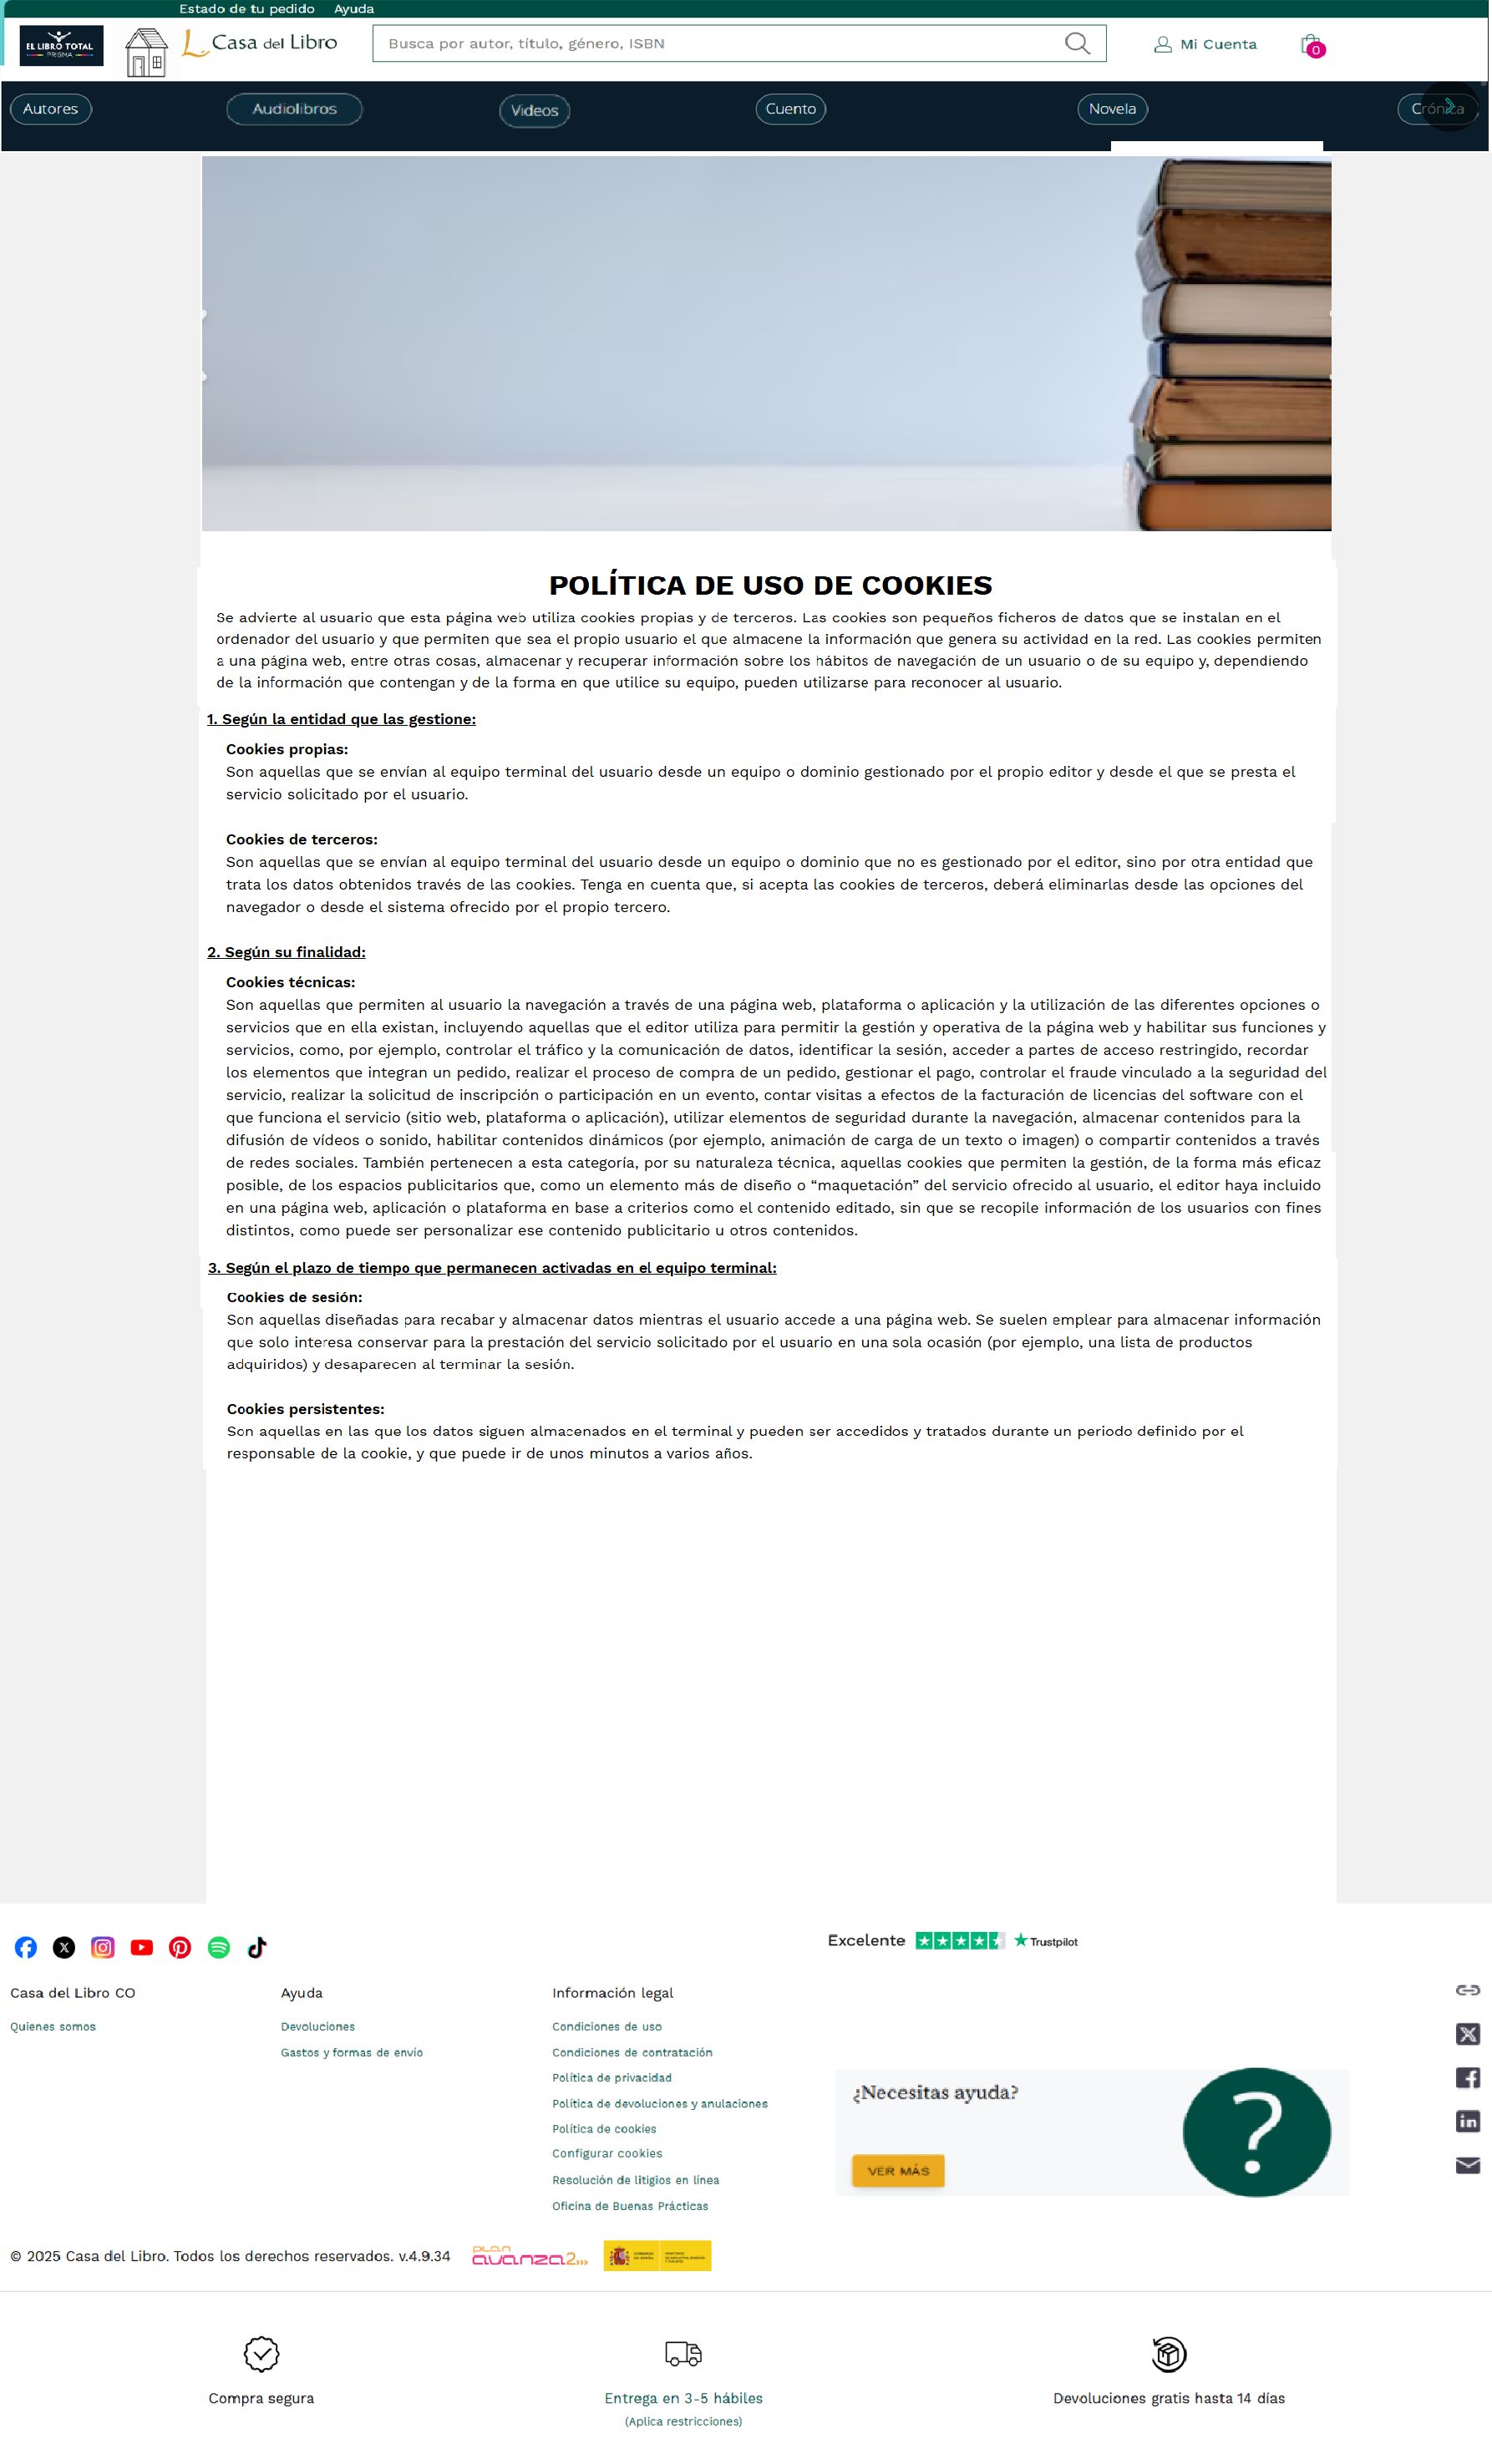 Estado de tu pedido Ayuda
EL LIBRO TOTAL
PRISMA
Casa del Libro
Busca por autor, título, género, ISBN
Mi Cuenta
0
Autores
Audiolibros
Videos
Cuento
Novela
Crónica
POLÍTICA DE USO DE COOKIES
Se advierte al usuario que esta página web utiliza cookies propias y de terceros. Las cookies son pequeños ficheros de datos que se instalan en el
ordenador del usuario y que permiten que sea el propio usuario el que almacene la información que genera su actividad en la red. Las cookies permiten
a una página web, entre otras cosas, almacenar y recuperar información sobre los hábitos de navegación de un usuario o de su equipo y, dependiendo
de la información que contengan y de la forma en que utilice su equipo, pueden utilizarse para reconocer al usuario.
1. Según la entidad que las gestione:
Cookies propias:
Son aquellas que se envían al equipo terminal del usuario desde un equipo o dominio gestionado por el propio editor y desde el que se presta el
servicio solicitado por el usuario.
Cookies de terceros:
Son aquellas que se envían al equipo terminal del usuario desde un equipo o dominio que no es gestionado por el editor, sino por otra entidad que
trata los datos obtenidos través de las cookies. Tenga en cuenta que, si acepta las cookies de terceros, deberá eliminarlas desde las opciones del
navegador o desde el sistema ofrecido por el propio tercero.
2. Según su finalidad:
Cookies técnicas:
Son aquellas que permiten al usuario la navegación a través de una página web, plataforma o aplicación y la utilización de las diferentes opciones o
servicios que en ella existan, incluyendo aquellas que el editor utiliza para permitir la gestión y operativa de la página web y habilitar sus funciones y
servicios, como, por ejemplo, controlar el tráfico y la comunicación de datos, identificar la sesión, acceder a partes de acceso restringido, recordar
los elementos que integran un pedido, realizar el proceso de compra de un pedido, gestionar el pago, controlar el fraude vinculado a la seguridad del
servicio, realizar la solicitud de inscripción o participación en un evento, contar visitas a efectos de la facturación de licencias del software con el
que funciona el servicio (sitio web, plataforma o aplicación), utilizar elementos de seguridad durante la navegación, almacenar contenidos para la
difusión de vídeos o sonido, habilitar contenidos dinámicos (por ejemplo, animación de carga de un texto o imagen) o compartir contenidos a través
de redes sociales. También pertenecen a esta categoría, por su naturaleza técnica, aquellas cookies que permiten la gestión, de la forma más eficaz
posible, de los espacios publicitarios que, como un elemento más de diseño o “maquetación” del servicio ofrecido al usuario, el editor haya incluido
en una página web, aplicación o plataforma en base a criterios como el contenido editado, sin que se recopile información de los usuarios con fines
distintos, como puede ser personalizar ese contenido publicitario u otros contenidos.
3. Según el plazo de tiempo que permanecen activadas en el equipo terminal:
Cookies de sesión:
Son aquellas diseñadas para recabar y almacenar datos mientras el usuario accede a una página web. Se suelen emplear para almacenar información
que solo interesa conservar para la prestación del servicio solicitado por el usuario en una sola ocasión (por ejemplo, una lista de productos
adquiridos) y desaparecen al terminar la sesión.
Cookies persistentes:
Son aquellas en las que los datos siguen almacenados en el terminal y pueden ser accedidos y tratados durante un periodo definido por el
responsable de la cookie, y que puede ir de unos minutos a varios años.
Excelente Trustpilot
Casa del Libro CO
Quienes somos
Ayuda
Devoluciones
Gastos y formas de envío
Información legal
Condiciones de uso
Condiciones de contratación
Política de privacidad
Política de devoluciones y anulaciones
Política de cookies
Configurar cookies
Resolución de litigios en línea
Oficina de Buenas Prácticas
¿Necesitas ayuda?
VER MÁS
?
© 2025 Casa del Libro. Todos los derechos reservados. v.4.9.34
PLAN
avanza2
Compra segura
Entrega en 3-5 hábiles
(Aplica restricciones)
Devoluciones gratis hasta 14 días